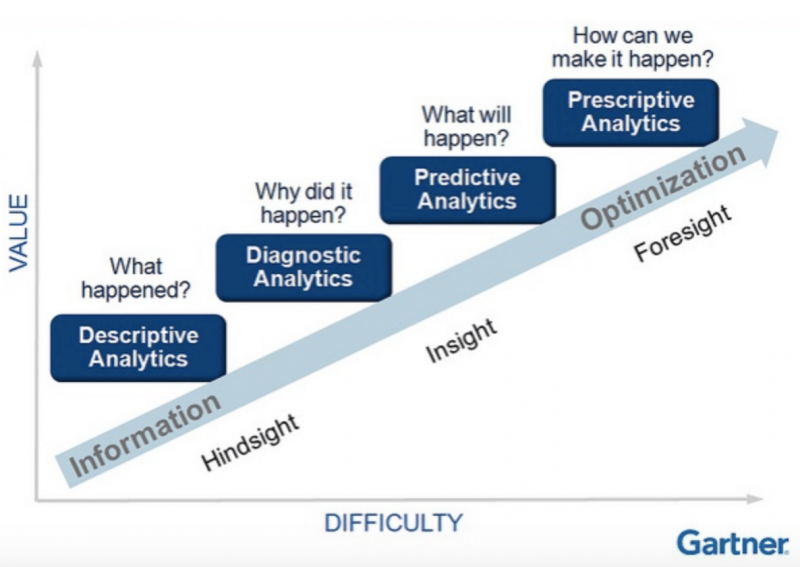 How can we
make it happen?
Prescriptive
Analytics
What will
happen?
Predictive
Analytics
Why did it
happen?
Diagnostic
Analytics
What
happened?
Descriptive
Analytics
VALUE
Information
Optimization
Hindsight
Insight
Foresight
DIFFICULTY
Gartner